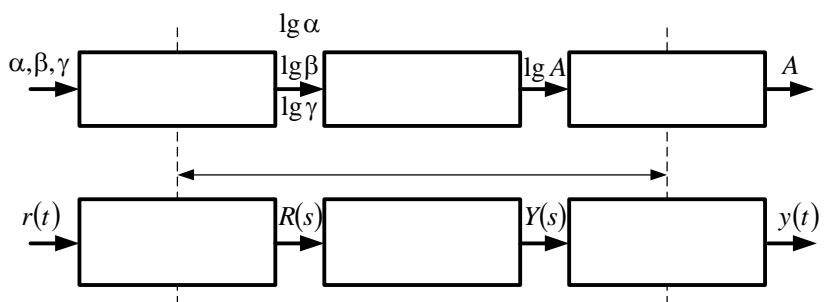 lg α
α, β, γ lg β lg A A
lg γ
r(t) R(s) Y(s) y(t)